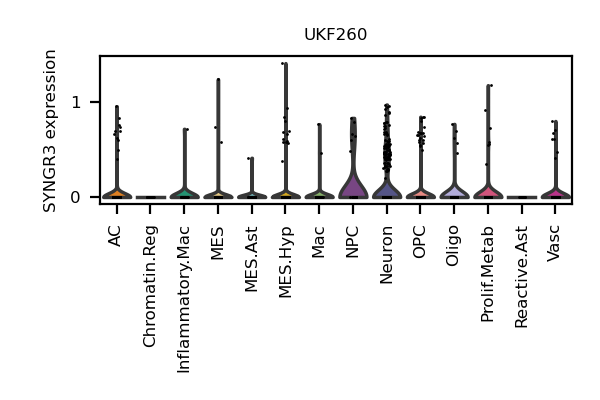 UKF260
SYNGR3 expression
1
0
AC
Chromatin.Reg
Inflammatory.Mac
MES
MES.Ast
MES.Hyp
Mac
NPC
Neuron
OPC
Oligo
Prolif.Metab
Reactive.Ast
Vasc